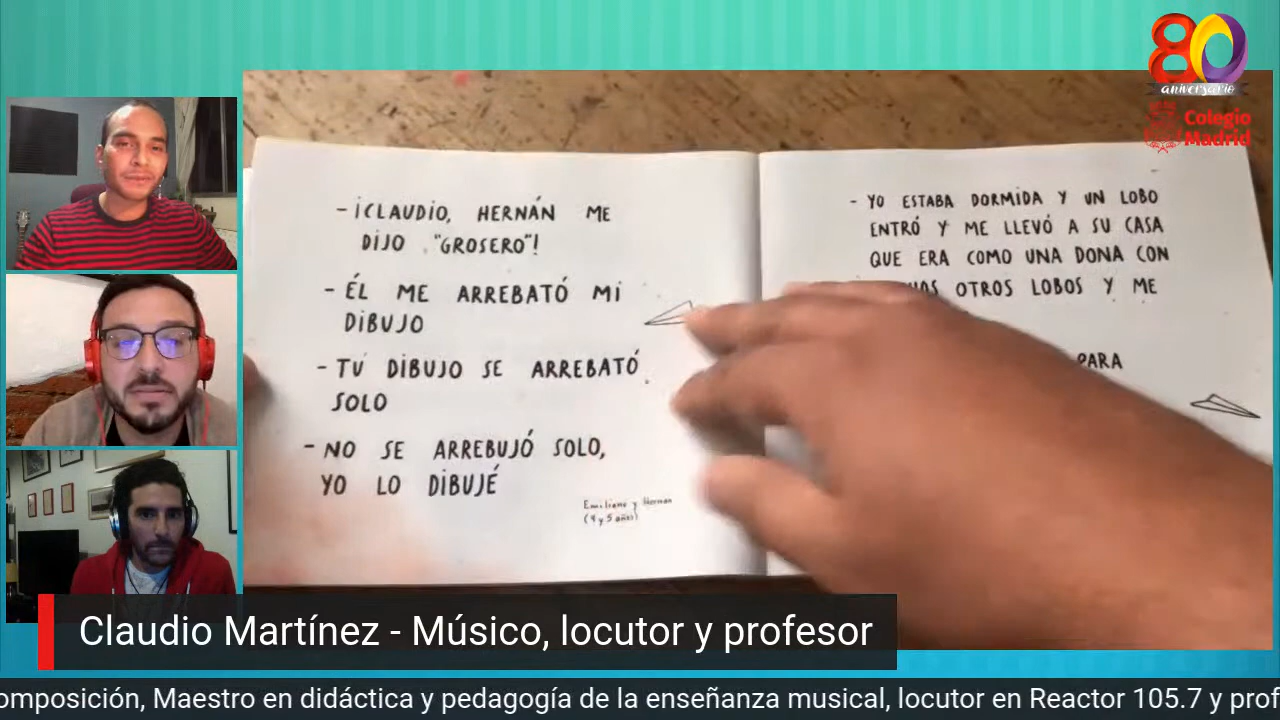 80
aniversario
Colegio
Madrid
- ¡CLAUDIO, HERNÁN ME
DIJO "GROSERO"!
- ÉL ME ARREBATÓ MI
DIBUJO
- TU DIBUJO SE ARREBATÓ
SOLO
- NO SE ARREBUJÓ SOLO,
YO LO DIBUJÉ
Emiliano y Hernán
(4 y 5 años)
- YO ESTABA DORMIDA Y UN LOBO
ENTRÓ Y ME LLEVÓ A SU CASA
QUE ERA COMO UNA DONA CON
OTROS LOBOS Y ME
PARA
Claudio Martínez - Músico, locutor y profesor
omposición, Maestro en didáctica y pedagogía de la enseñanza musical, locutor en Reactor 105.7 y prof